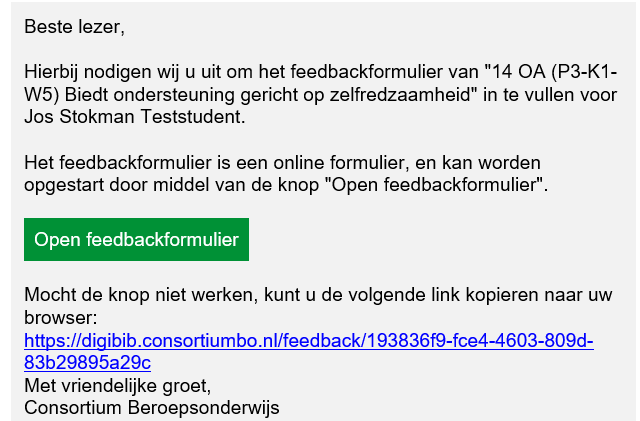 Beste lezer,
Hierbij nodigen wij u uit om het feedbackformulier van "14 OA (P3-K1-
W5) Biedt ondersteuning gericht op zelfredzaamheid" in te vullen voor
Jos Stokman Teststudent.
Het feedbackformulier is een online formulier, en kan worden
opgestart door middel van de knop "Open feedbackformulier".
Open feedbackformulier
Mocht de knop niet werken, kunt u de volgende link kopieren naar uw
browser:
https://digibib.consortiumbo.nl/feedback/193836f9-fce4-4603-809d-
83b29895a29c
Met vriendelijke groet,
Consortium Beroepsonderwijs